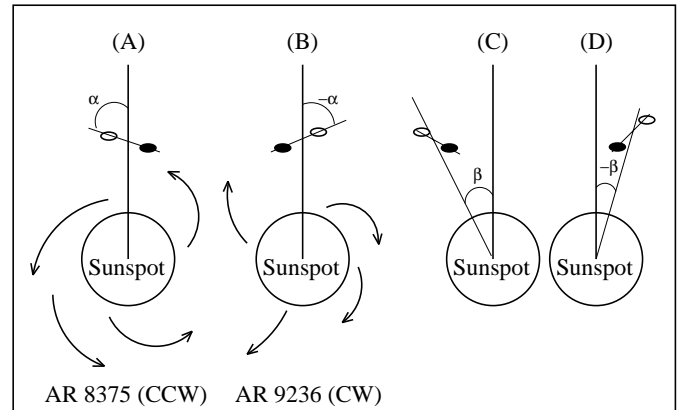 (A) (B) (C) (D)
α −α
β −β
Sunspot Sunspot Sunspot Sunspot
AR 8375 (CCW) AR 9236 (CW)